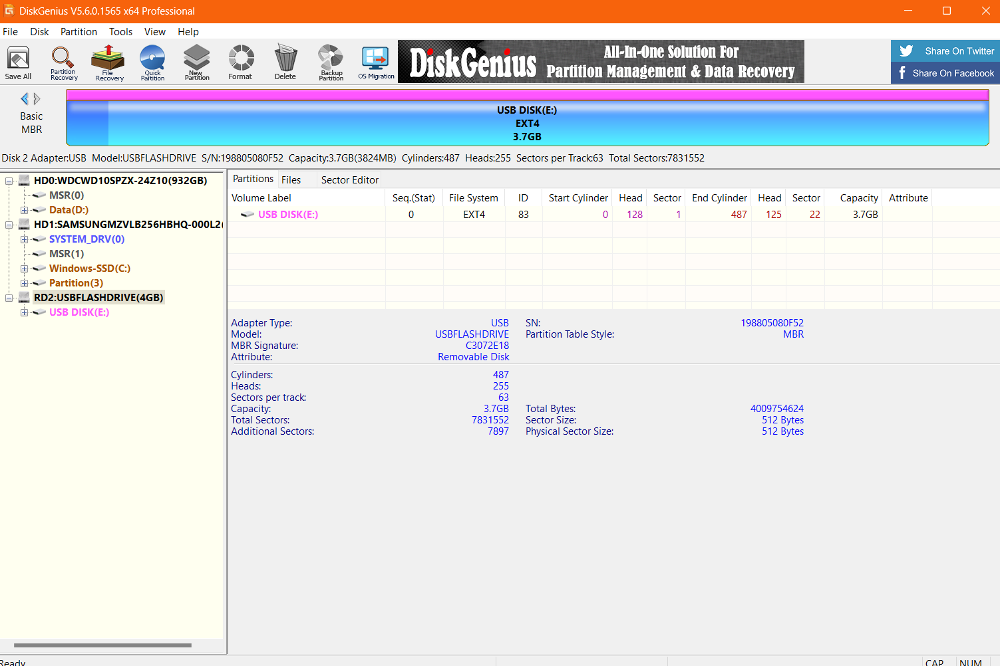 DiskGenius V5.6.0.1565 x64 Professional
File Disk Partition Tools View Help
Save All
Partition Recovery
File Recovery
Quick Partition
New Partition
Format
Delete
Backup Partition
OS Migration
DiskGenius
All-In-One Solution For
Partition Management & Data Recovery
Share On Twitter
Share On Facebook
Basic
MBR
USB DISK(E:)
EXT4
3.7GB
Disk 2 Adapter:USB Model:USBFLASHDRIVE S/N:198805080F52 Capacity:3.7GB(3824MB) Cylinders:487 Heads:255 Sectors per Track:63 Total Sectors:7831552
HD0:WDCWD10SPZX-24Z10(932GB)
MSR(0)
Data(D:)
HD1:SAMSUNGMZVLB256HBHQ-000L2(
SYSTEM_DRV(0)
MSR(1)
Windows-SSD(C:)
Partition(3)
RD2:USBFLASHDRIVE(4GB)
USB DISK(E:)
Partitions Files Sector Editor
Volume Label Seq.(Stat) File System ID Start Cylinder Head Sector End Cylinder Head Sector Capacity Attribute
USB DISK(E:) 0 EXT4 83 0 128 1 487 125 22 3.7GB
Adapter Type: USB SN: 198805080F52
Model: USBFLASHDRIVE Partition Table Style: MBR
MBR Signature: C3072E18
Attribute: Removable Disk
Cylinders: 487
Heads: 255
Sectors per track: 63
Capacity: 3.7GB Total Bytes: 4009754624
Total Sectors: 7831552 Sector Size: 512 Bytes
Additional Sectors: 7897 Physical Sector Size: 512 Bytes
Ready CAP NUM